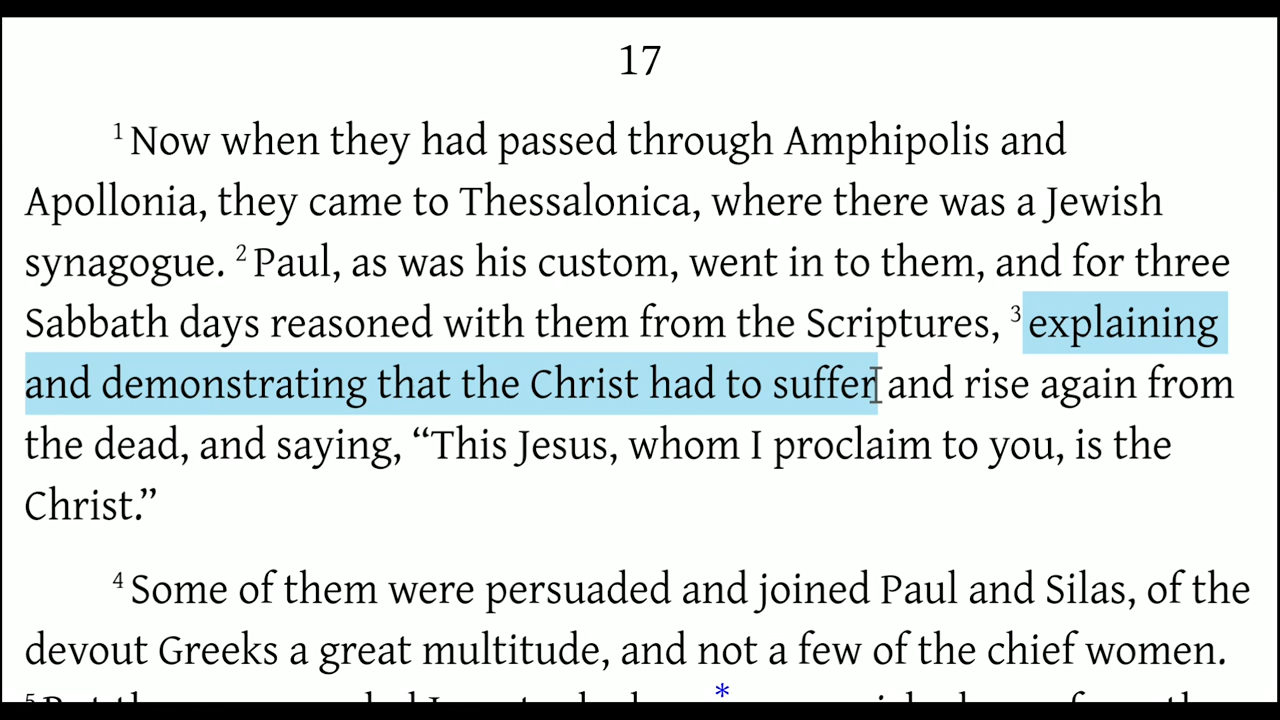 17
1 Now when they had passed through Amphipolis and
Apollonia, they came to Thessalonica, where there was a Jewish
synagogue. 2 Paul, as was his custom, went in to them, and for three
Sabbath days reasoned with them from the Scriptures, 3 explaining
and demonstrating that the Christ had to suffer and rise again from
the dead, and saying, “This Jesus, whom I proclaim to you, is the
Christ.”
4 Some of them were persuaded and joined Paul and Silas, of the
devout Greeks a great multitude, and not a few of the chief women.
*